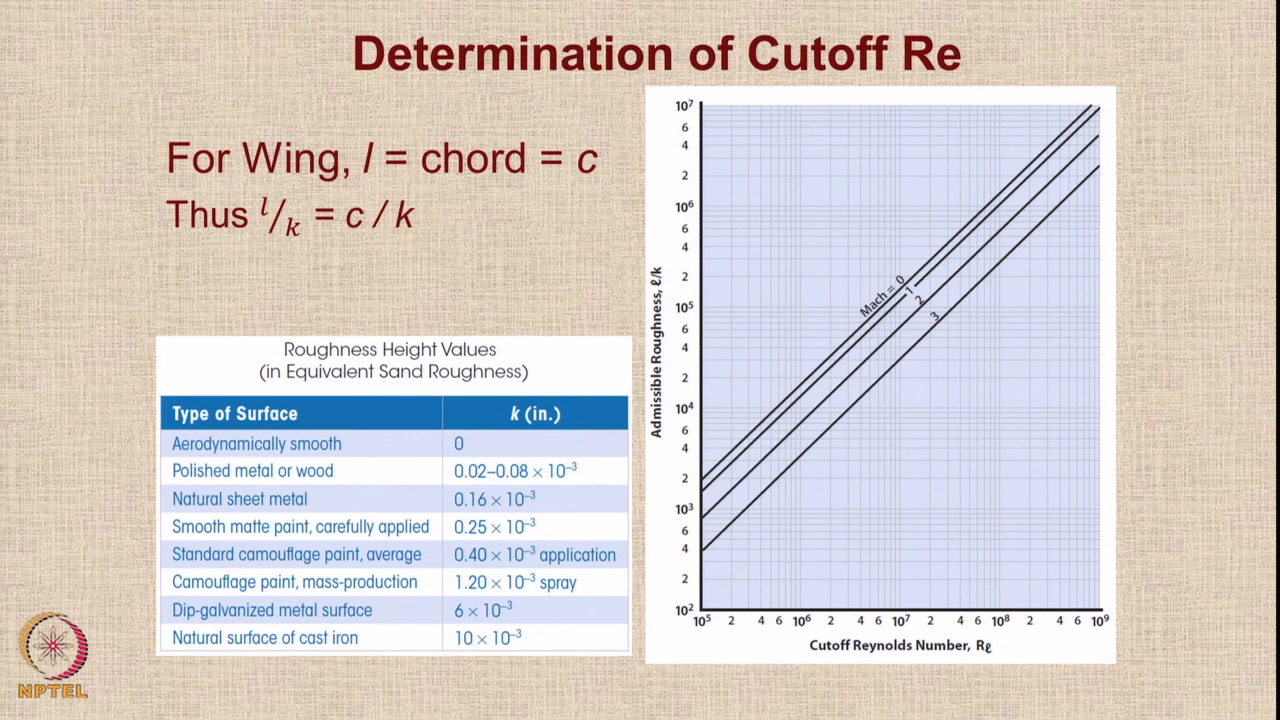 Determination of Cutoff Re
For Wing, l = chord = c
Thus l/k = c / k
Roughness Height Values
(in Equivalent Sand Roughness)
Type of Surface k (in.)
Aerodynamically smooth 0
Polished metal or wood 0.02–0.08 × 10⁻³
Natural sheet metal 0.16 × 10⁻³
Smooth matte paint, carefully applied 0.25 × 10⁻³
Standard camouflage paint, average 0.40 × 10⁻³ application
Camouflage paint, mass-production 1.20 × 10⁻³ spray
Dip-galvanized metal surface 6 × 10⁻³
Natural surface of cast iron 10 × 10⁻³
Admissible Roughness, ℓ/k
10⁷
6
4
2
10⁶
6
4
2
10⁵
6
4
2
10⁴
6
4
2
10³
6
4
2
10²
Mach = 0
1
2
3
10⁵ 2 4 6 10⁶ 2 4 6 10⁷ 2 4 6 10⁸ 2 4 6 10⁹
Cutoff Reynolds Number, Rℓ
NPTEL